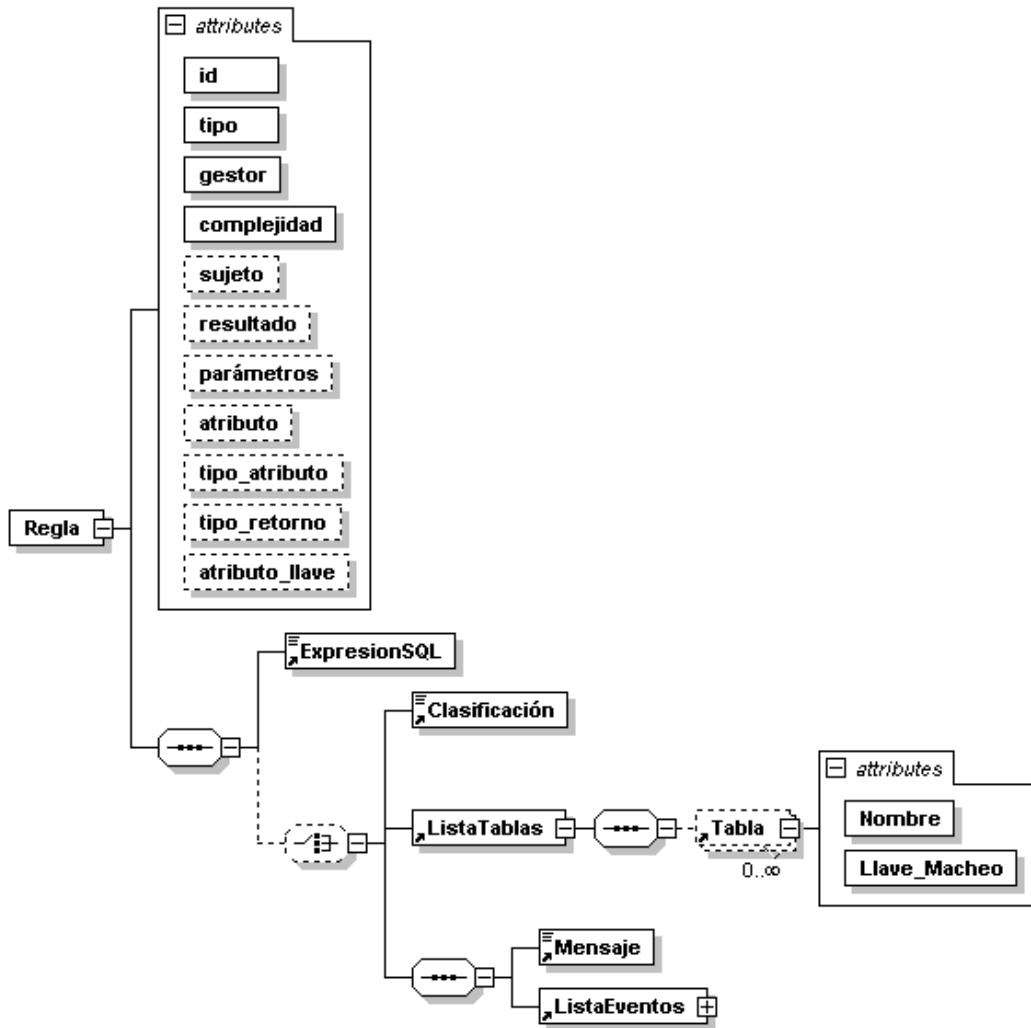 attributes
id
tipo
gestor
complejidad
sujeto
resultado
parámetros
atributo
tipo_atributo
tipo_retorno
atributo_llave
Regla
ExpresionSQL
Clasificación
attributes
ListaTablas
Tabla
0..∞
Nombre
Llave_Macheo
Mensaje
ListaEventos